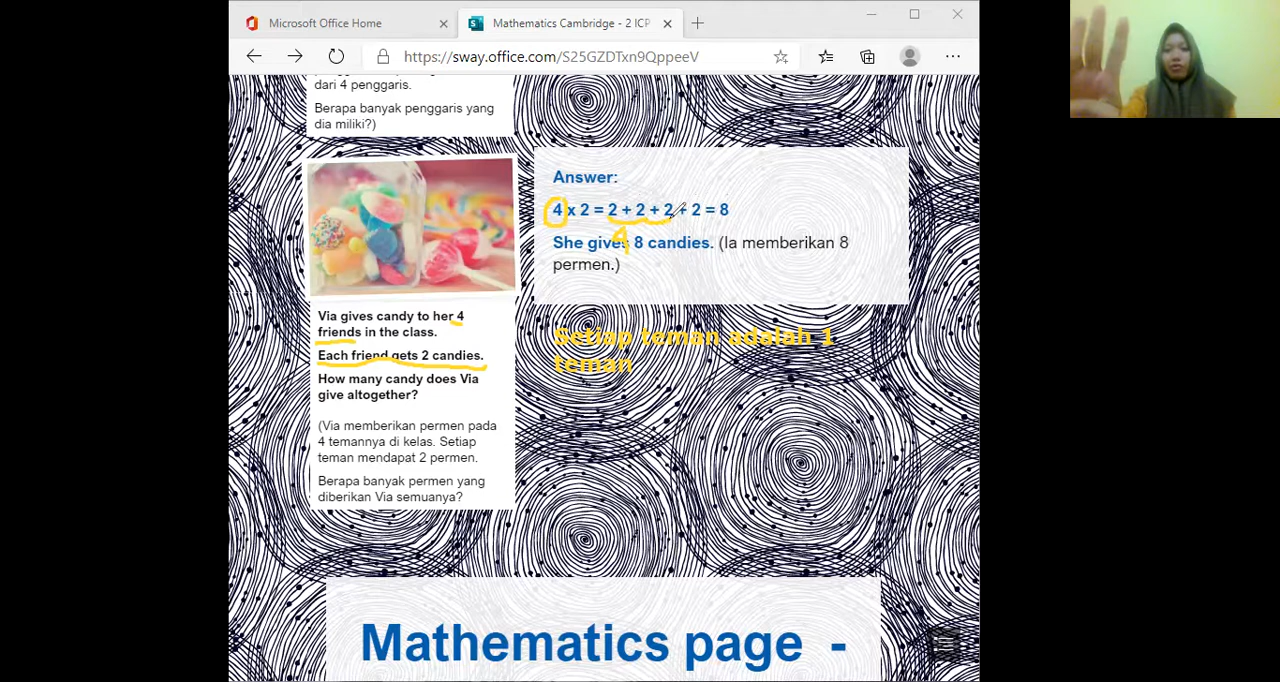 Microsoft Office Home
Mathematics Cambridge - 2 ICP
https://sway.office.com/S25GZDTxn9QppeeV
dari 4 penggaris.
Berapa banyak penggaris yang
dia miliki?)
Answer:
4 x 2 = 2 + 2 + 2 + 2 = 8
4
She gives 8 candies. (Ia memberikan 8
permen.)
Via gives candy to her 4
friends in the class.
Each friend gets 2 candies.
How many candy does Via
give altogether?
(Via memberikan permen pada
4 temannya di kelas. Setiap
teman mendapat 2 permen.
Berapa banyak permen yang
diberikan Via semuanya?
Setiap teman adalah 1
teman
Mathematics page -